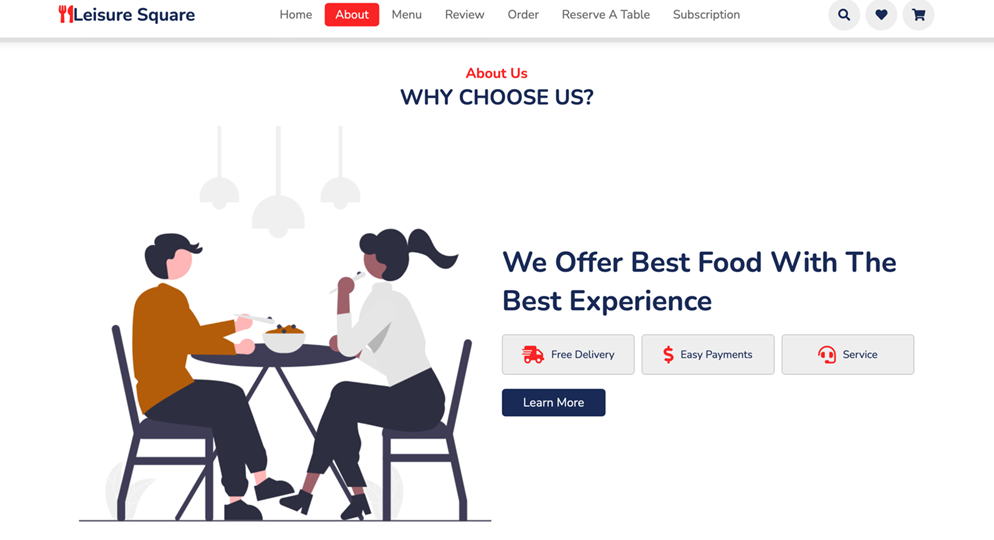 Leisure Square
Home About Menu Review Order Reserve A Table Subscription
About Us
WHY CHOOSE US?
We Offer Best Food With The
Best Experience
Free Delivery Easy Payments Service
Learn More